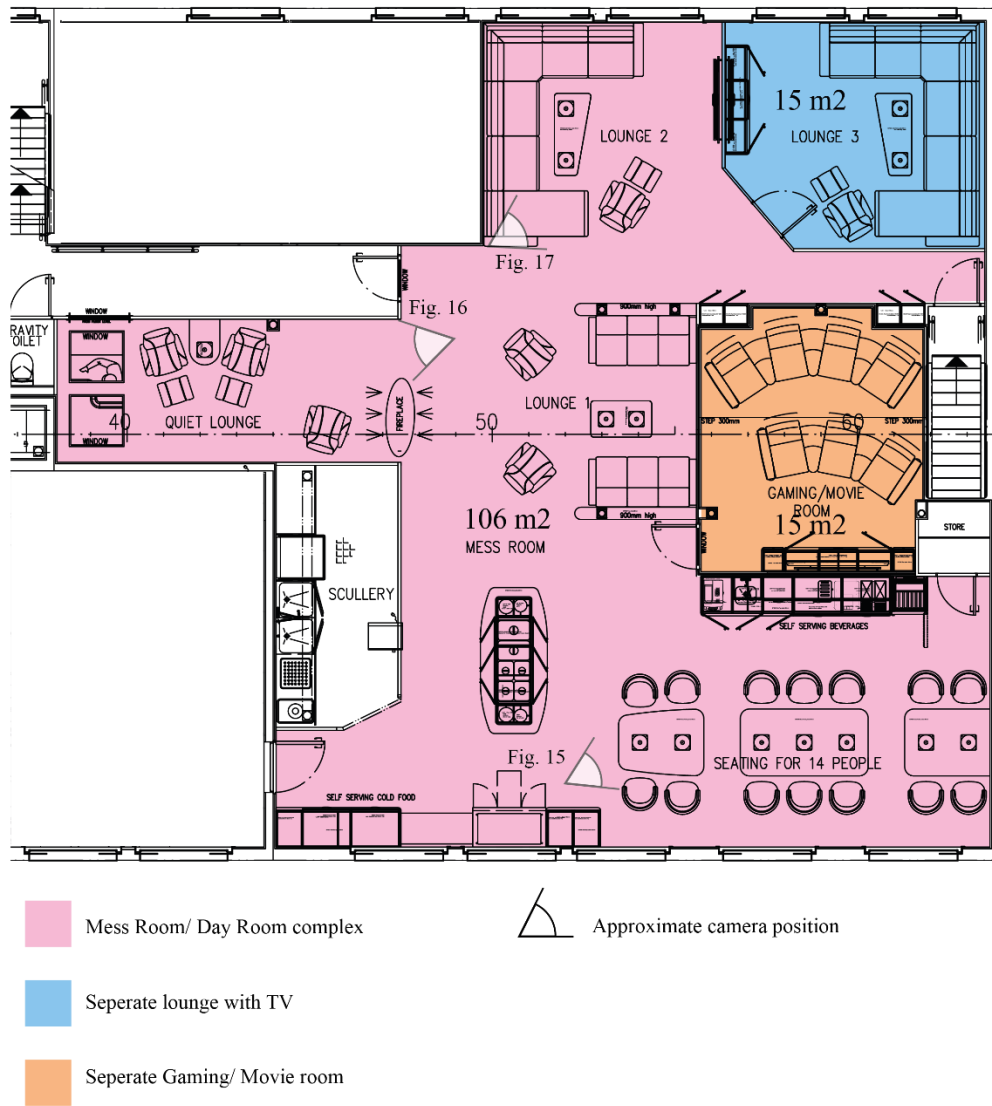 15 m2
LOUNGE 2
LOUNGE 3
Fig. 17
WINDOW
Fig. 16
900mm high
WINDOW
WINDOW
RAVITY
OILET
FIREPLACE
LOUNGE 1
40
QUIET LOUNGE
50
STEP 300mm
60
STEP 300mm
WINDOW
GAMING/MOVIE
ROOM
106 m2
15 m2
900mm high
MESS ROOM
WINDOW
STORE
SCULLERY
SELF SERVING BEVERAGES
Fig. 15
SEATING FOR 14 PEOPLE
SELF SERVING COLD FOOD
Mess Room/ Day Room complex
Approximate camera position
Seperate lounge with TV
Seperate Gaming/ Movie room